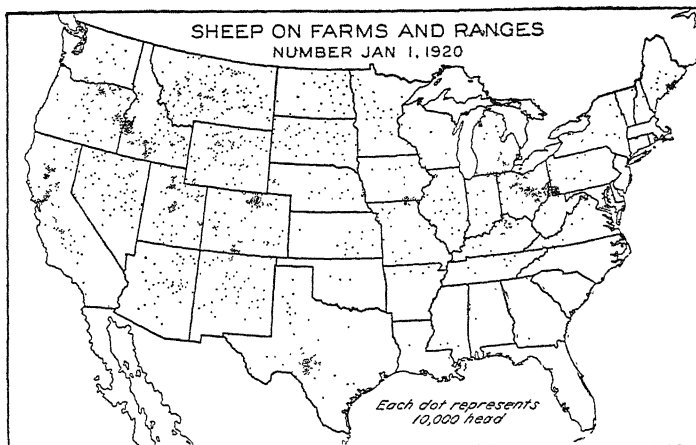 SHEEP ON FARMS AND RANGES
NUMBER JAN 1, 1920
Each dot represents
10,000 head